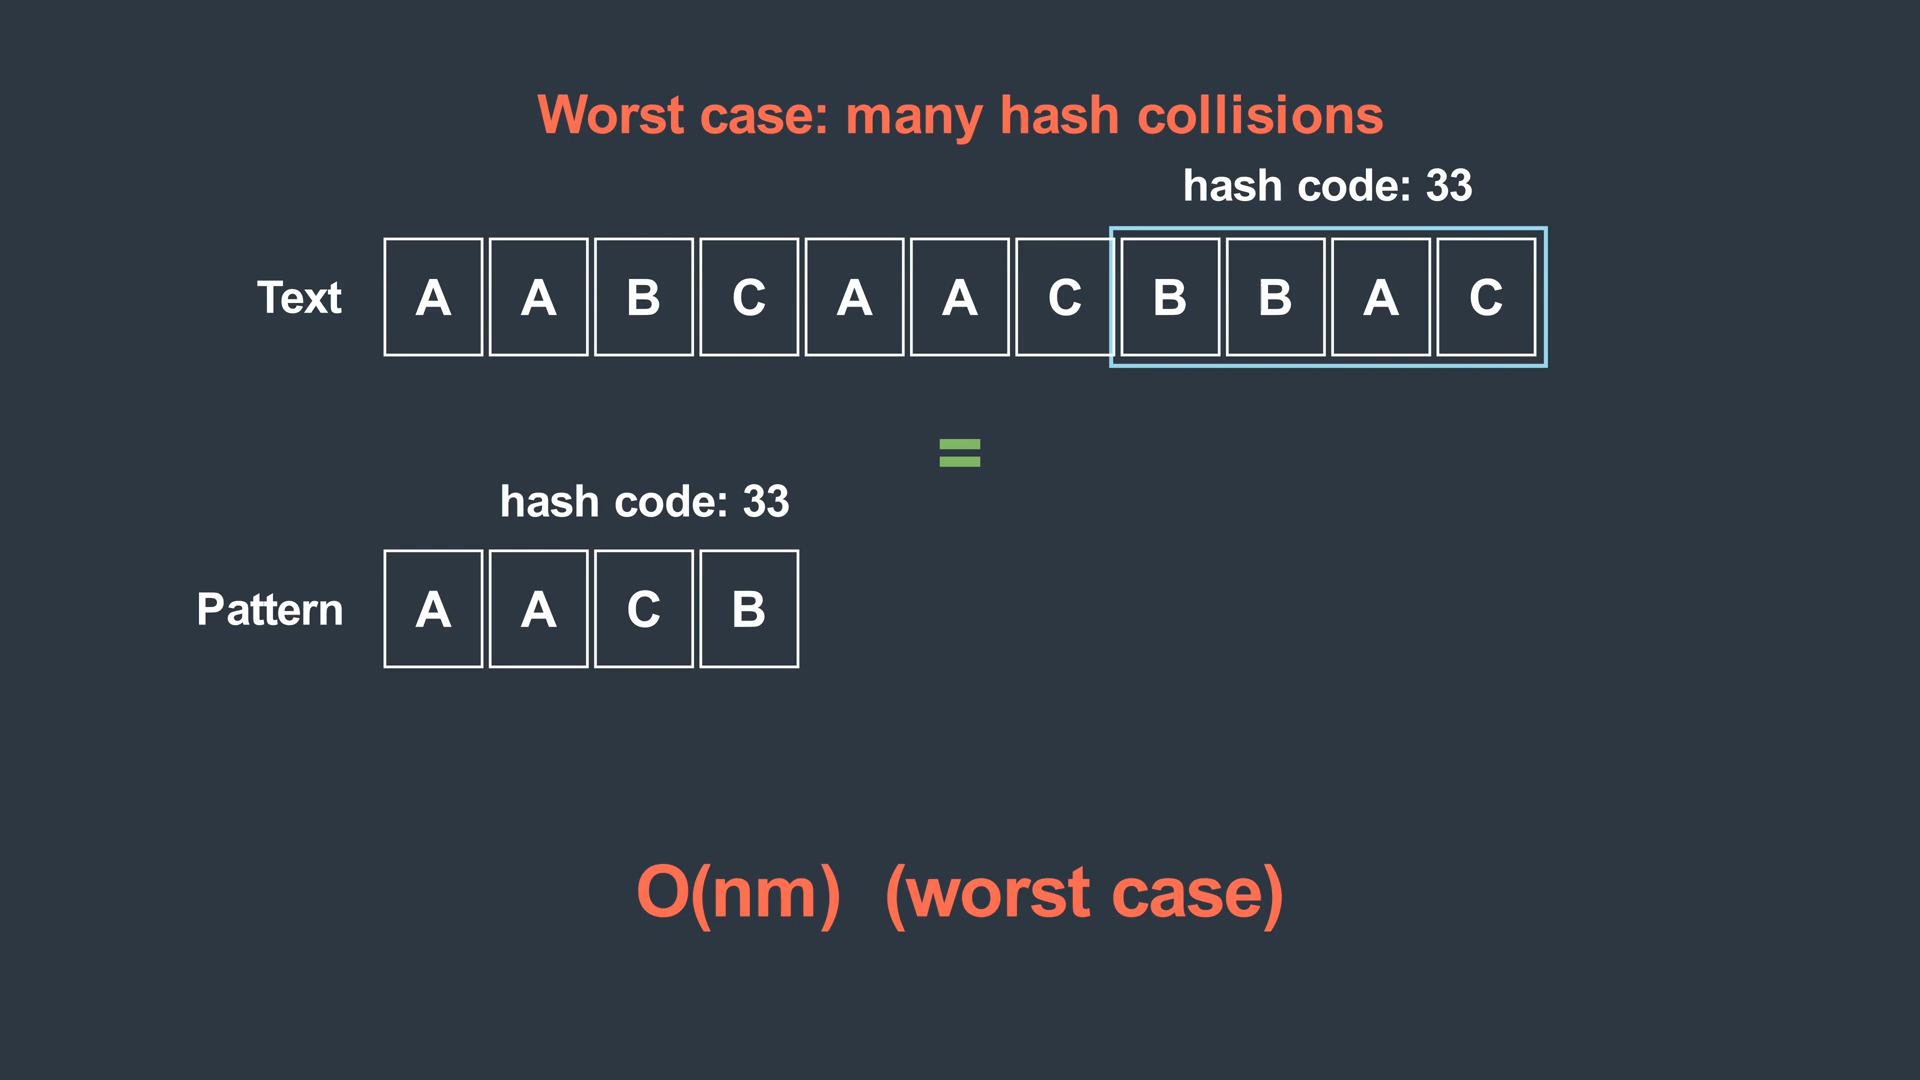 Worst case: many hash collisions
hash code: 33
Text A A B C A A C B B A C
=
hash code: 33
Pattern A A C B
O(nm) (worst case)